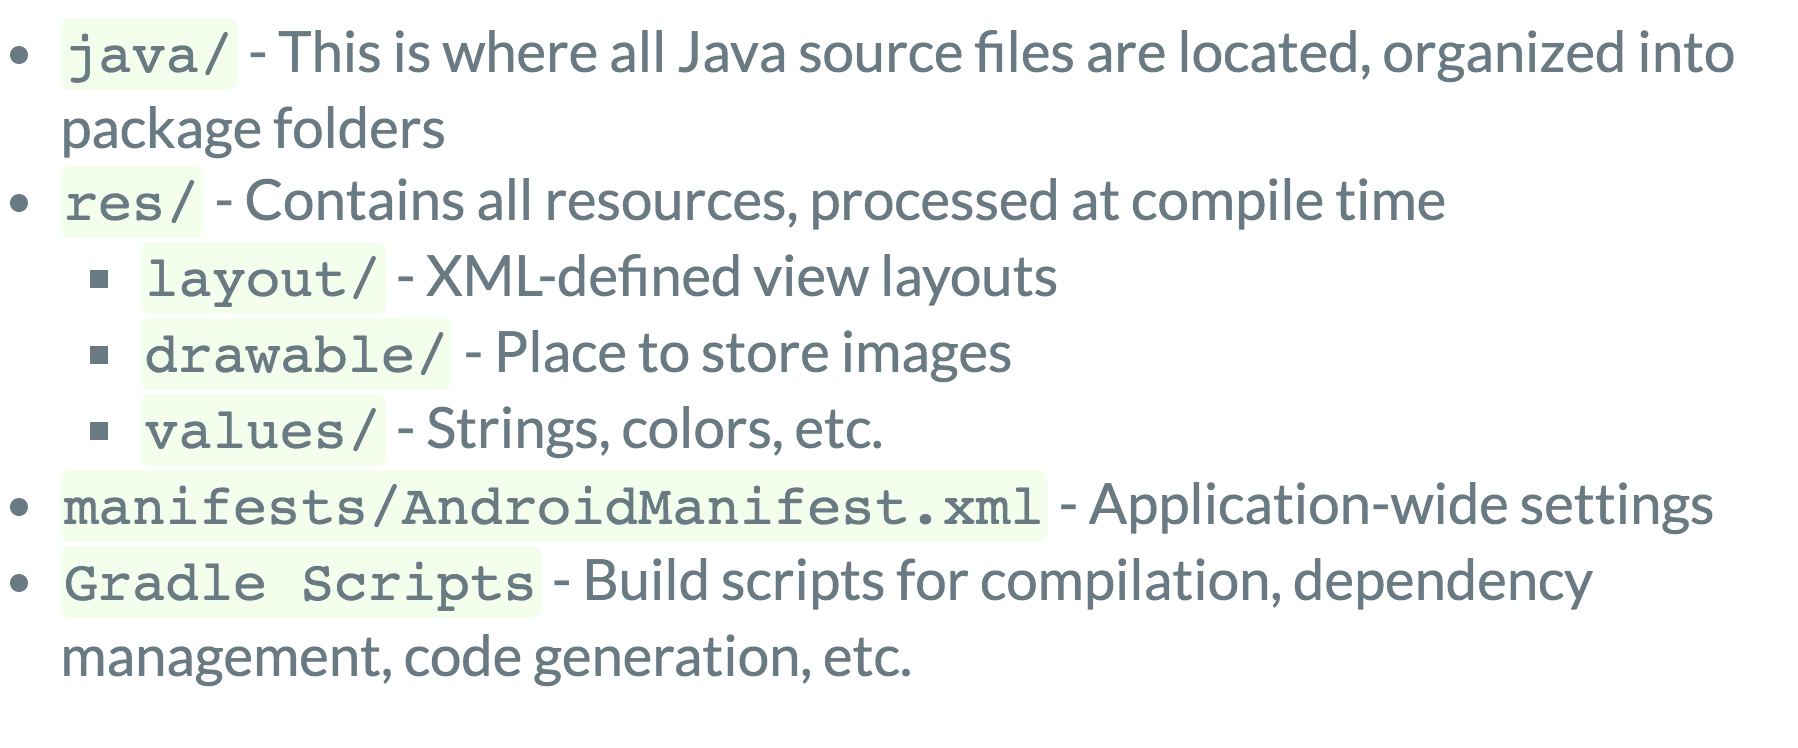 java/ - This is where all Java source files are located, organized into
package folders
res/ - Contains all resources, processed at compile time
layout/ - XML-defined view layouts
drawable/ - Place to store images
values/ - Strings, colors, etc.
manifests/AndroidManifest.xml - Application-wide settings
Gradle Scripts - Build scripts for compilation, dependency
management, code generation, etc.